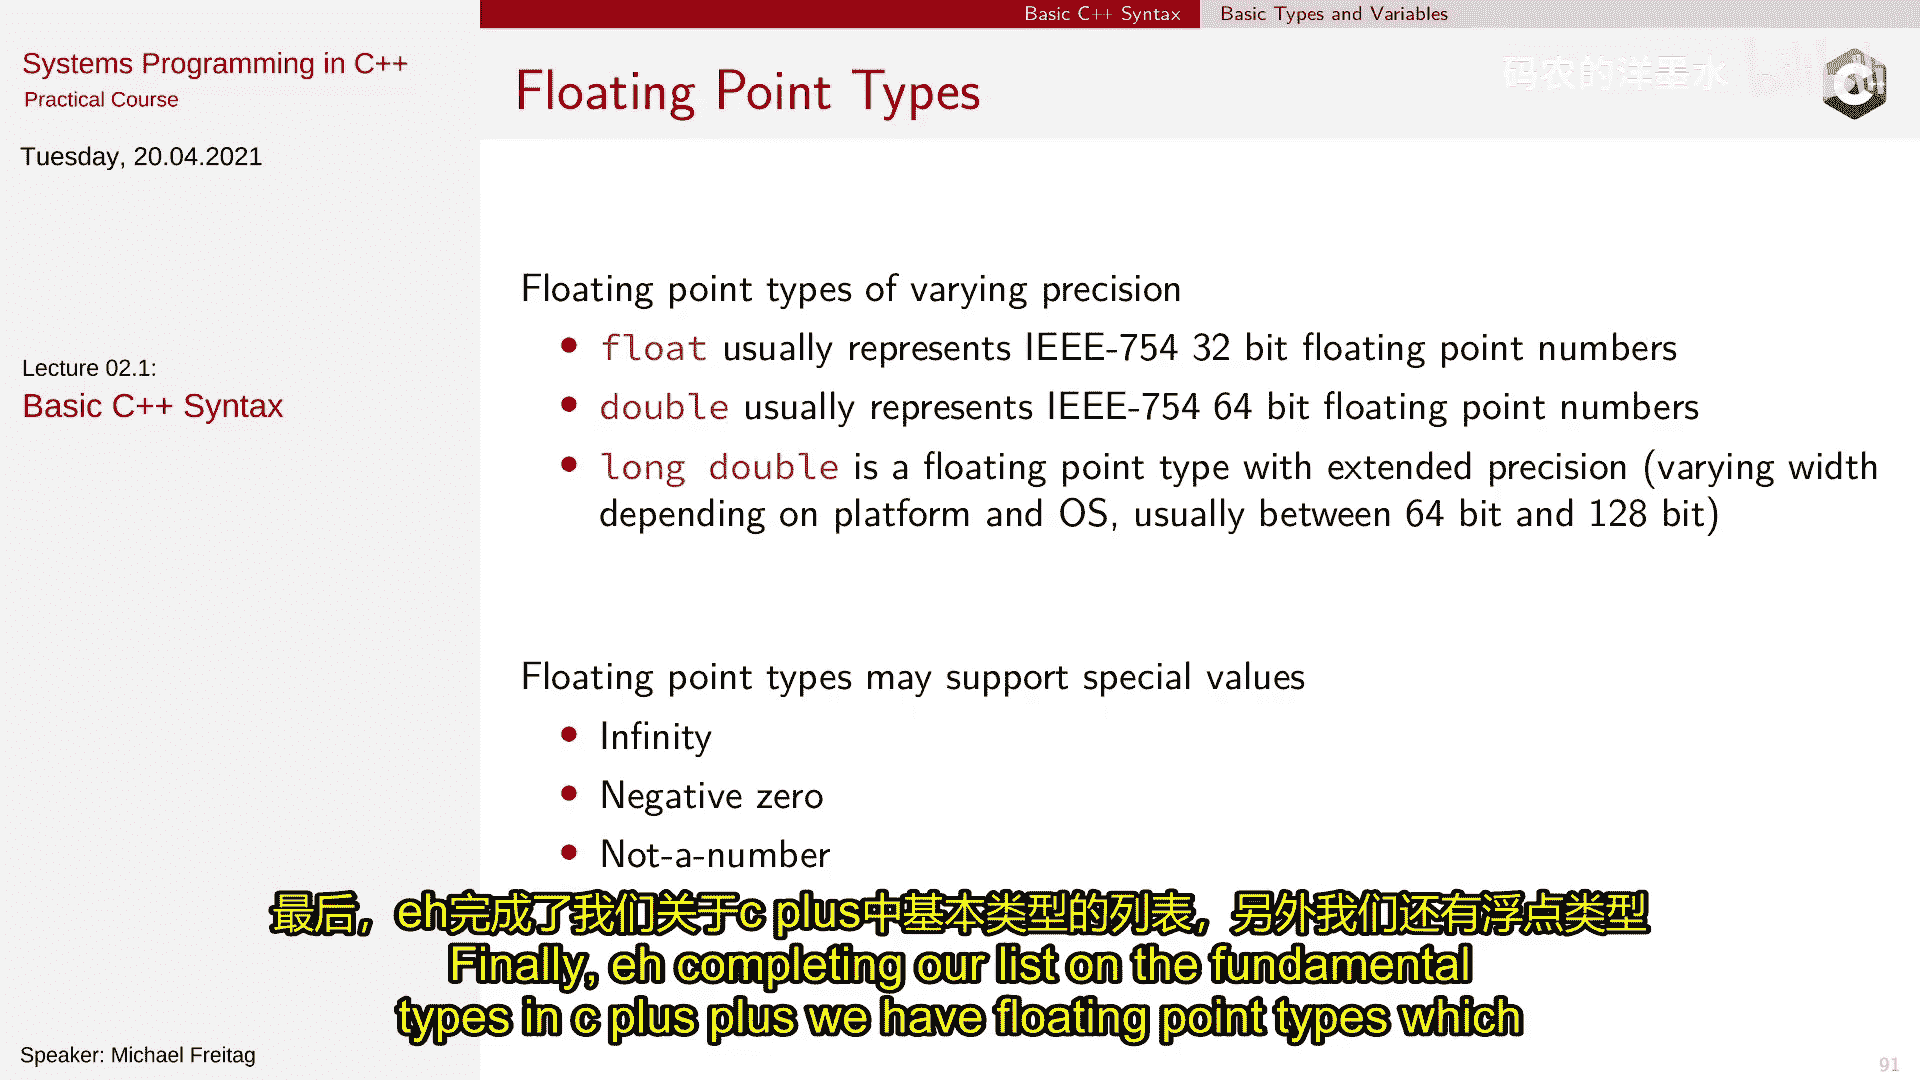 Basic C++ Syntax
Basic Types and Variables
Systems Programming in C++
Practical Course
Tuesday, 20.04.2021
Lecture 02.1:
Basic C++ Syntax
Floating Point Types
码农的洋墨水
Floating point types of varying precision
• float usually represents IEEE-754 32 bit floating point numbers
• double usually represents IEEE-754 64 bit floating point numbers
• long double is a floating point type with extended precision (varying width
depending on platform and OS, usually between 64 bit and 128 bit)
Floating point types may support special values
• Infinity
• Negative zero
• Not-a-number
最后，eh完成了我们关于c plus中基本类型的列表，另外我们还有浮点类型
Finally, eh completing our list on the fundamental
types in c plus plus we have floating point types which
Speaker: Michael Freitag
91